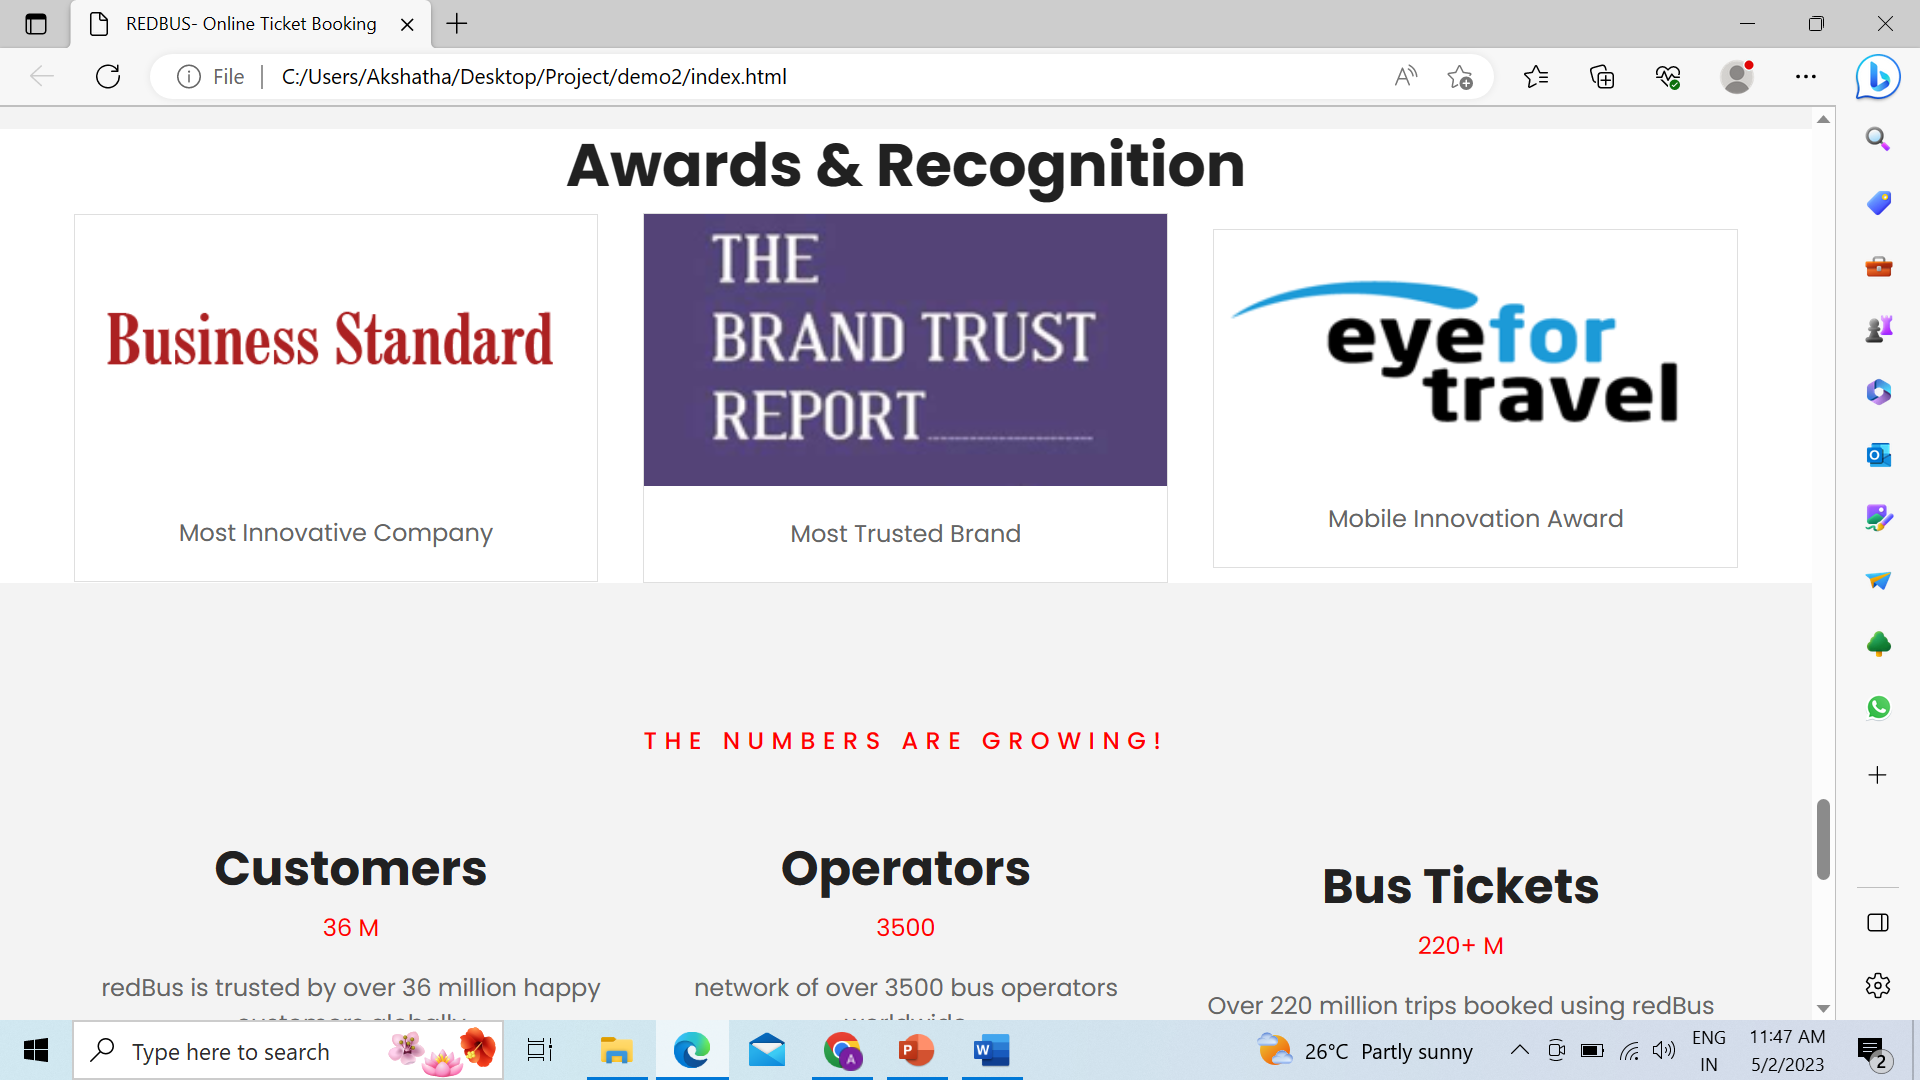 REDBUS- Online Ticket Booking
File
C:/Users/Akshatha/Desktop/Project/demo2/index.html
Awards & Recognition
Business Standard
Most Innovative Company
THE
BRAND TRUST
REPORT
Most Trusted Brand
eyefor
travel
Mobile Innovation Award
THE NUMBERS ARE GROWING!
Customers
36 M
redBus is trusted by over 36 million happy
customers globally
Operators
3500
network of over 3500 bus operators
worldwide
Bus Tickets
220+ M
Over 220 million trips booked using redBus
Type here to search
26°C Partly sunny
ENG
IN
11:47 AM
5/2/2023
2